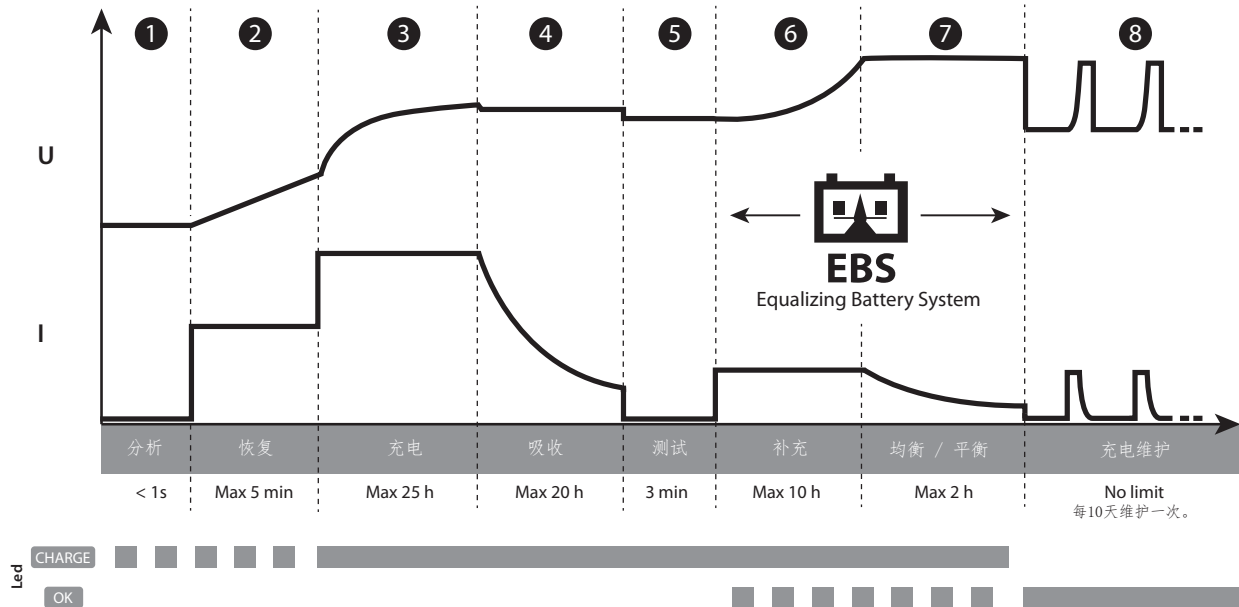 1 2 3 4 5 6 7 8
U
EBS
Equalizing Battery System
I
分析 恢复 充电 吸收 测试 补充 均衡 / 平衡 充电维护
< 1s Max 5 min Max 25 h Max 20 h 3 min Max 10 h Max 2 h No limit
每10天维护一次。
Led
CHARGE
OK